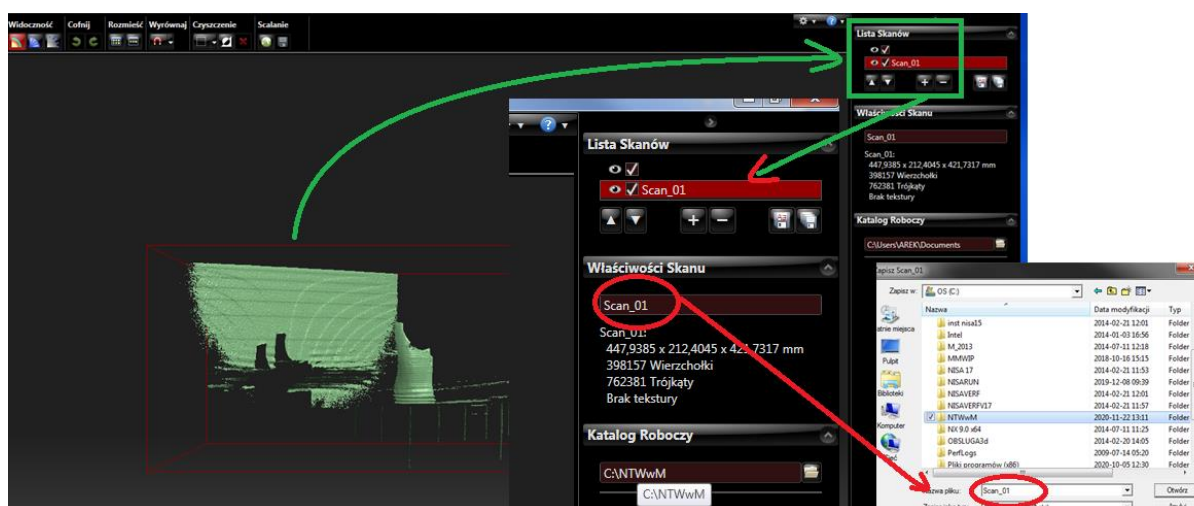 Widoczność Cofnij Rozmieść Wyrównaj Czyszczenie Scalanie
Lista Skanów
Scan_01
Właściwości Skanu
Scan_01
Scan_01:
447,9385 x 212,4045 x 421,7317 mm
398157 Wierzchołki
762381 Trójkąty
Brak tekstury
Katalog Roboczy
C:\Users\AREK\Documents
Lista Skanów
Scan_01
Właściwości Skanu
Scan_01
Scan_01:
447,9385 x 212,4045 x 421,7317 mm
398157 Wierzchołki
762381 Trójkąty
Brak tekstury
Katalog Roboczy
C:\NTWwM
C:\NTWwM
Zapisz Scan_01
Zapisz w: OS (C:)
Nazwa Data modyfikacji Typ
inst nisa15 2014-02-21 12:01 Folder
Intel 2014-01-03 16:56 Folder
M_2013 2014-07-11 12:18 Folder
MMWIP 2018-10-16 15:15 Folder
NISA 17 2014-02-21 11:53 Folder
NISARUN 2019-12-08 09:39 Folder
NISAVERF 2014-02-21 12:01 Folder
NISAVERFV17 2014-02-21 11:57 Folder
NTWwM 2020-11-22 13:11 Folder
NX 9.0 x64 2014-07-11 11:25 Folder
OBSLUGA3d 2014-02-20 14:05 Folder
PerfLogs 2009-07-14 05:20 Folder
Pliki programów (x86) 2020-10-05 12:30 Folder
atnie miejsca
Pulpit
Biblioteki
Komputer
Sieć
Nazwa pliku: Scan_01 Otwórz